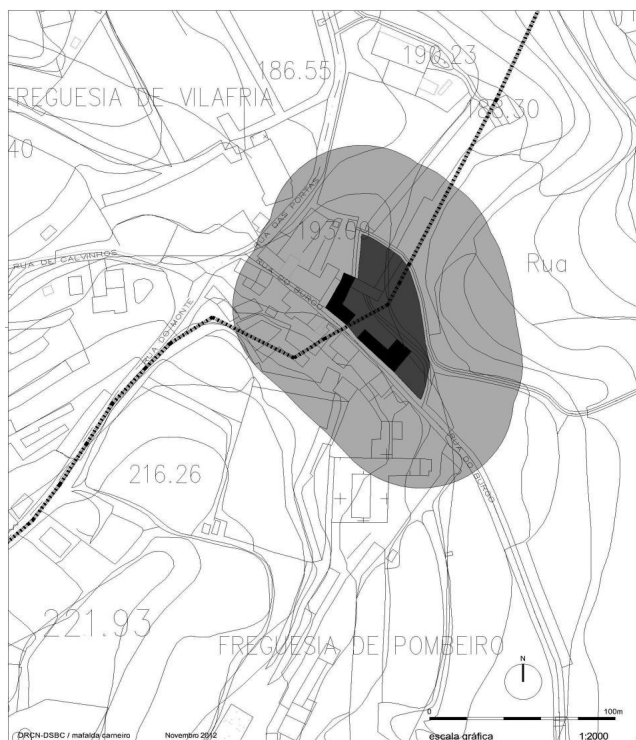 190.23
186.55
188.30
FREGUESIA DE VILAFRIA
40
RUA DAS PORTAS
193.09
RUA DE CALVINHOS
RUA DO BURGO
Rua
RUA DO MONTE
RUA DO BURGO
216.26
221.93
FREGUESIA DE POMBEIRO
N
0 100m
DRCN-DSBC / mafalda carneiro Novembro 2012 escala gráfica 1:2000